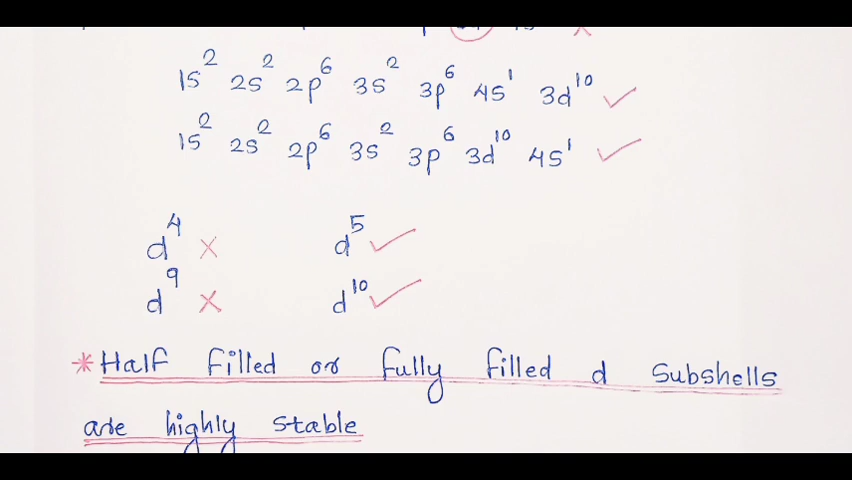 1s² 2s² 2p⁶ 3s² 3p⁶ 4s¹ 3d¹⁰ ✓
1s² 2s² 2p⁶ 3s² 3p⁶ 3d¹⁰ 4s¹ ✓
d⁴ × d⁵ ✓
d⁹ × d¹⁰ ✓
*Half filled or fully filled d subshells
are highly stable